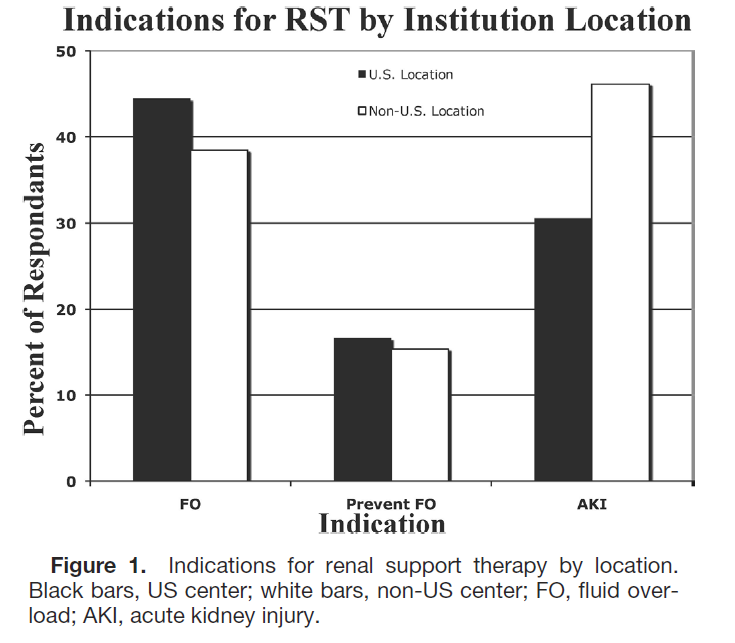 Indications for RST by Institution Location
50
U.S. Location
Non-U.S. Location
40
30
20
10
0
Percent of Respondants
FO
Prevent FO
AKI
Indication
Figure 1. Indications for renal support therapy by location.
Black bars, US center; white bars, non-US center; FO, fluid over-
load; AKI, acute kidney injury.